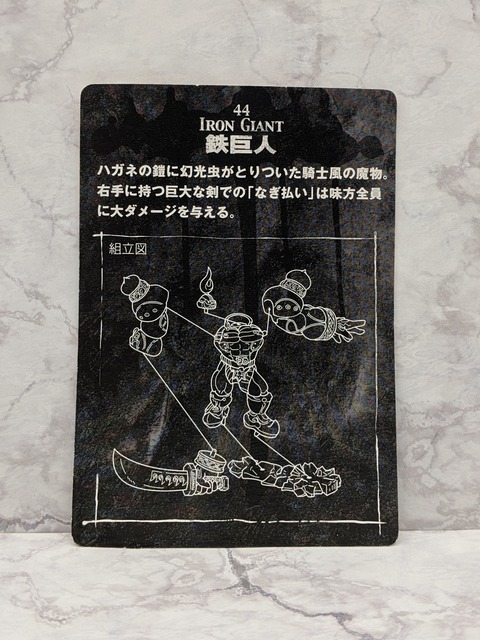 44
IRON GIANT
鉄巨人
ハガネの鎧に幻光虫がとりついた騎士風の魔物。
右手に持つ巨大な剣での「なぎ払い」は味方全員
に大ダメージを与える。
組立図